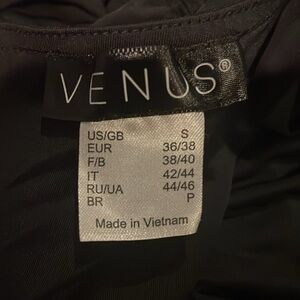 VENUS®
US/GB S
EUR 36/38
F/B 38/40
IT 42/44
RU/UA 44/46
BR P
Made in Vietnam